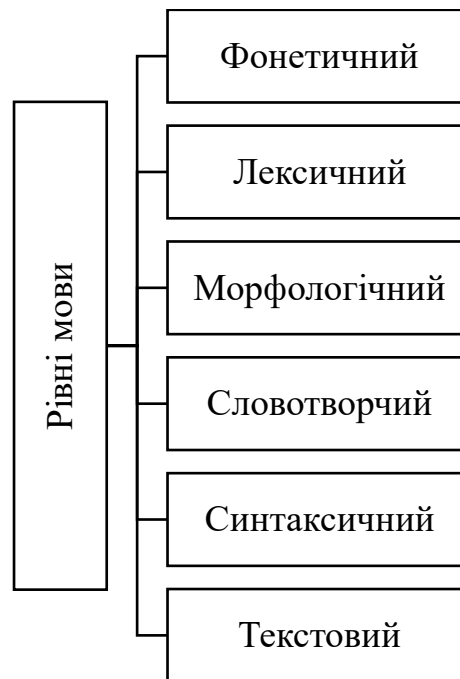 Рівні мови
Фонетичний
Лексичний
Морфологічний
Словотворчий
Синтаксичний
Текстовий